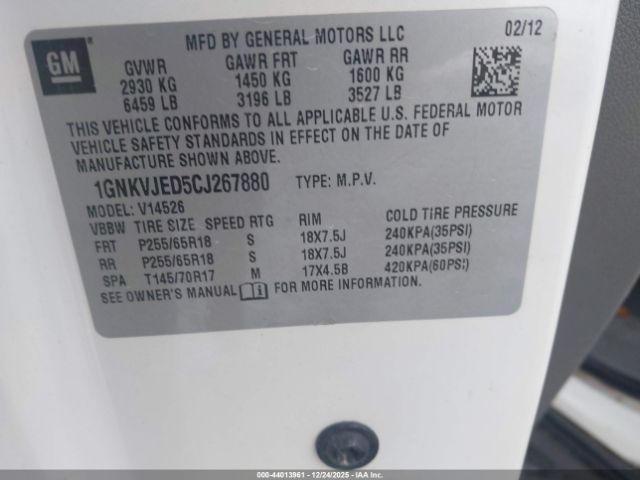 GM
MFD BY GENERAL MOTORS LLC 02/12
GVWR GAWR FRT GAWR RR
2930 KG 1450 KG 1600 KG
6459 LB 3196 LB 3527 LB
THIS VEHICLE CONFORMS TO ALL APPLICABLE U.S. FEDERAL MOTOR
VEHICLE SAFETY STANDARDS IN EFFECT ON THE DATE OF
MANUFACTURE SHOWN ABOVE.
1GNKVJED5CJ267880 TYPE: M.P.V.
MODEL: V14526
VBBW TIRE SIZE SPEED RTG RIM COLD TIRE PRESSURE
FRT P255/65R18 S 18X7.5J 240KPA(35PSI)
RR P255/65R18 S 18X7.5J 240KPA(35PSI)
SPA T145/70R17 M 17X4.5B 420KPA(60PSI)
SEE OWNER'S MANUAL i FOR MORE INFORMATION.
000-44013961 • 12/24/2025 • IAAI.COM